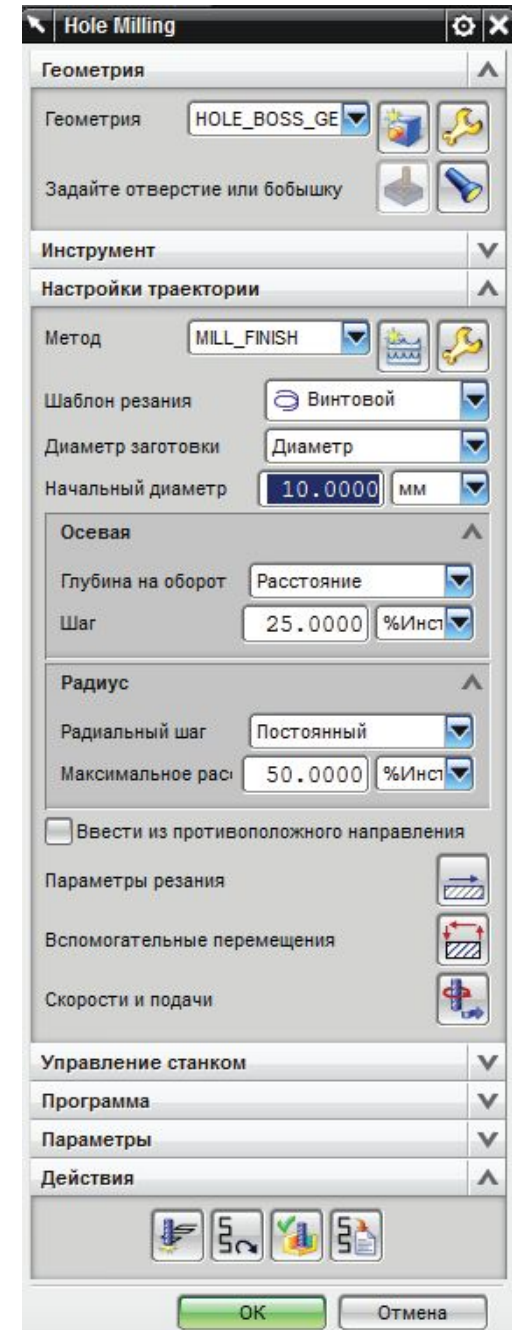 Hole Milling
Геометрия
Геометрия HOLE_BOSS_GE
Задайте отверстие или бобышку
Инструмент
Настройки траектории
Метод MILL_FINISH
Шаблон резания Винтовой
Диаметр заготовки Диаметр
Начальный диаметр 10.0000 мм
Осевая
Глубина на оборот Расстояние
Шаг 25.0000 %Инст
Радиус
Радиальный шаг Постоянный
Максимальное рас 50.0000 %Инст
Ввести из противоположного направления
Параметры резания
Вспомогательные перемещения
Скорости и подачи
Управление станком
Программа
Параметры
Действия
ОК Отмена